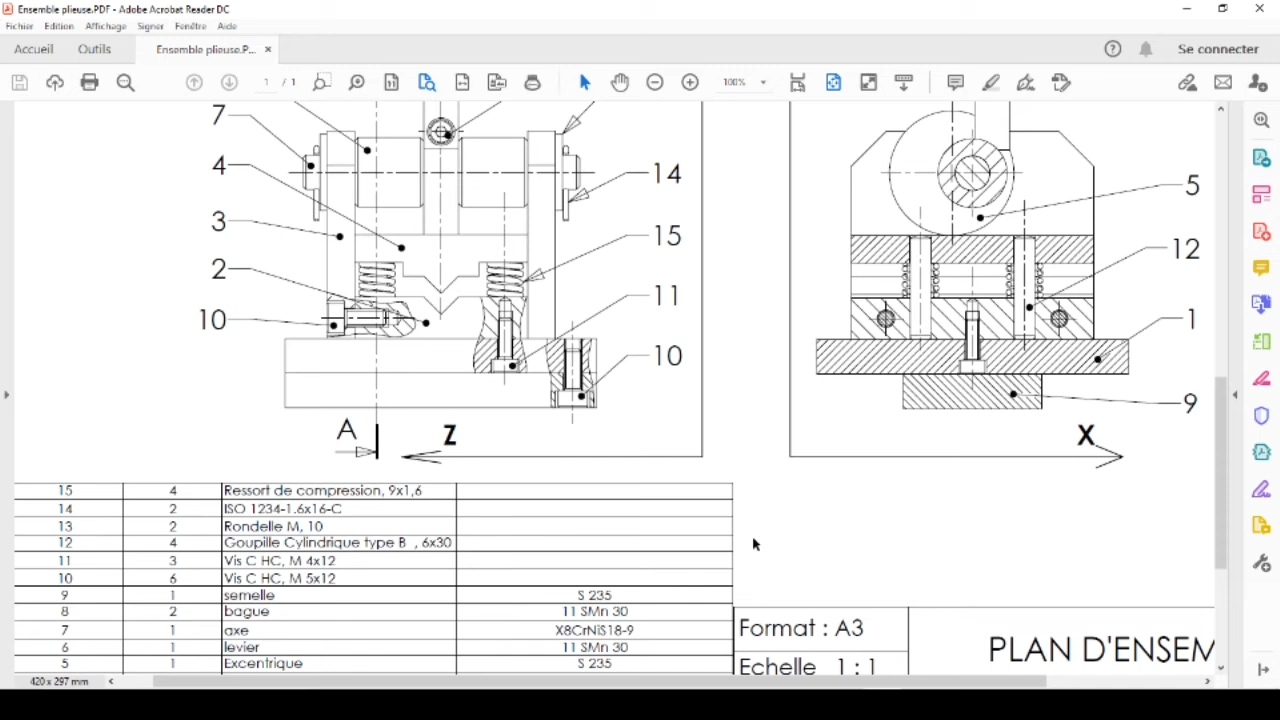 Ensemble plieuse.PDF - Adobe Acrobat Reader DC
Fichier Edition Affichage Signer Fenêtre Aide
Accueil Outils Ensemble plieuse.P... × Se connecter
1 / 1 100%
7
4
3
2
10
14
15
11
10
A
Z
5
12
1
9
X
15 4 Ressort de compression, 9x1,6
14 2 ISO 1234-1.6x16-C
13 2 Rondelle M, 10
12 4 Goupille Cylindrique type B , 6x30
11 3 Vis C HC, M 4x12
10 6 Vis C HC, M 5x12
9 1 semelle S 235
8 2 bague 11 SMn 30
7 1 axe X8CrNiS18-9
6 1 levier 11 SMn 30
5 1 Excentrique S 235
Format : A3
Echelle 1 : 1
PLAN D'ENSEM
420 x 297 mm